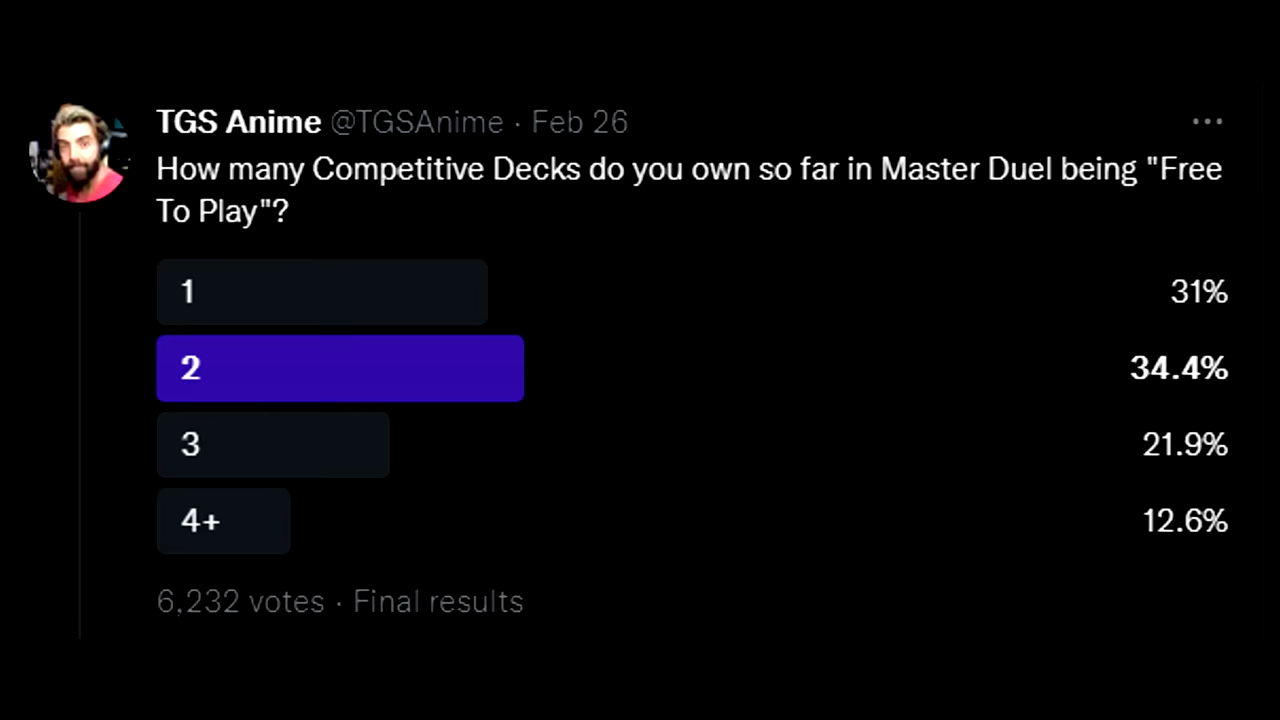 TGS Anime @TGSAnime · Feb 26
How many Competitive Decks do you own so far in Master Duel being "Free
To Play"?
1 31%
2 34.4%
3 21.9%
4+ 12.6%
6,232 votes · Final results